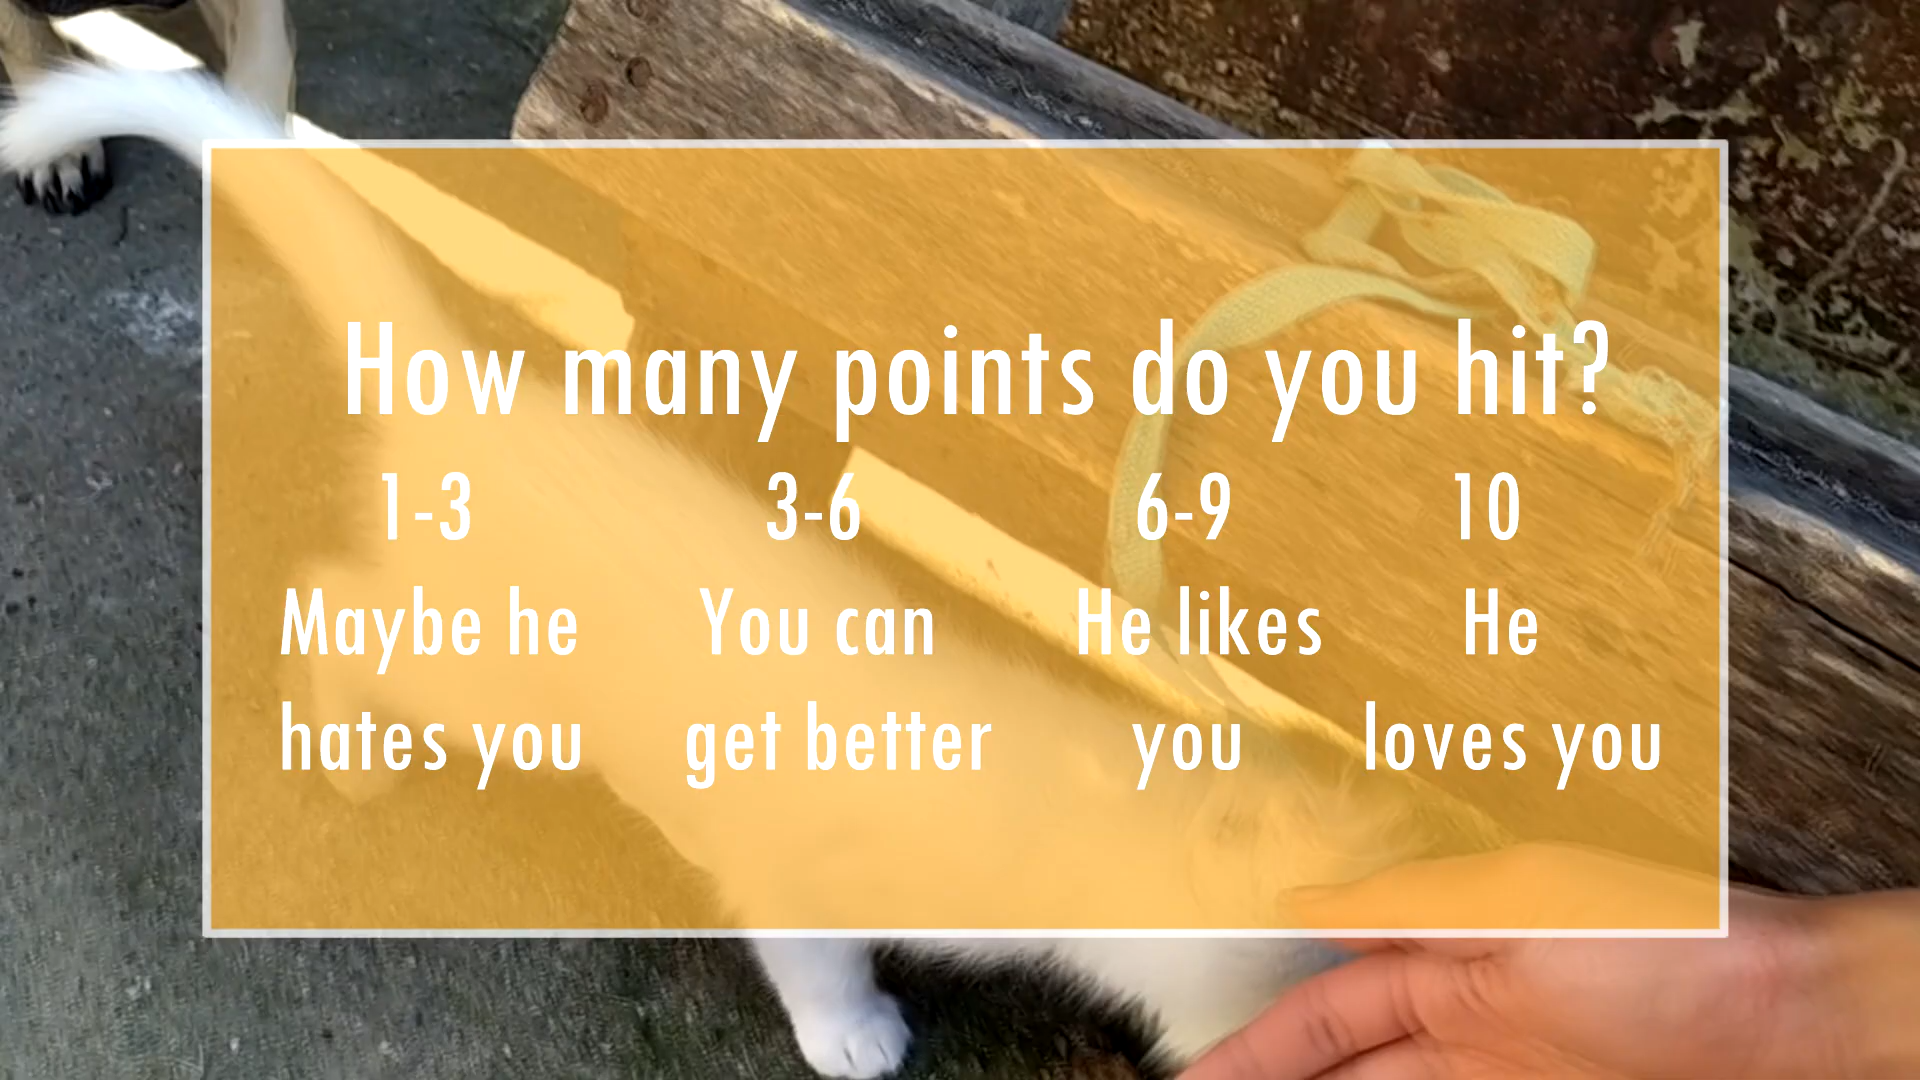 How many points do you hit?
1-3 3-6 6-9 10
Maybe he You can He likes He
hates you get better you loves you